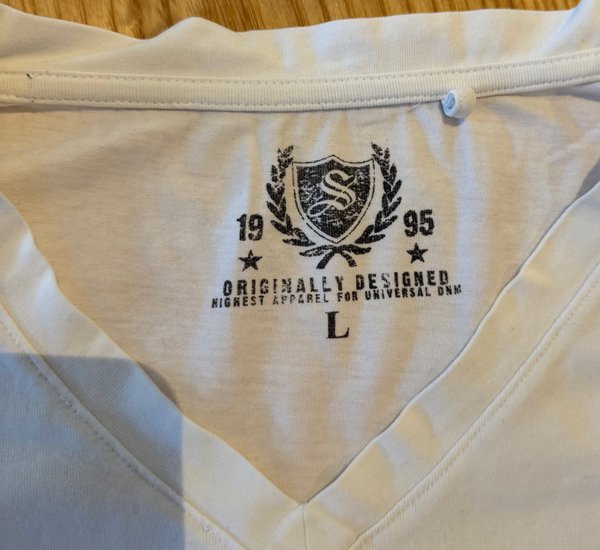 S
19 95
ORIGINALLY DESIGNED
HIGHEST APPAREL FOR UNIVERSAL DNM
L